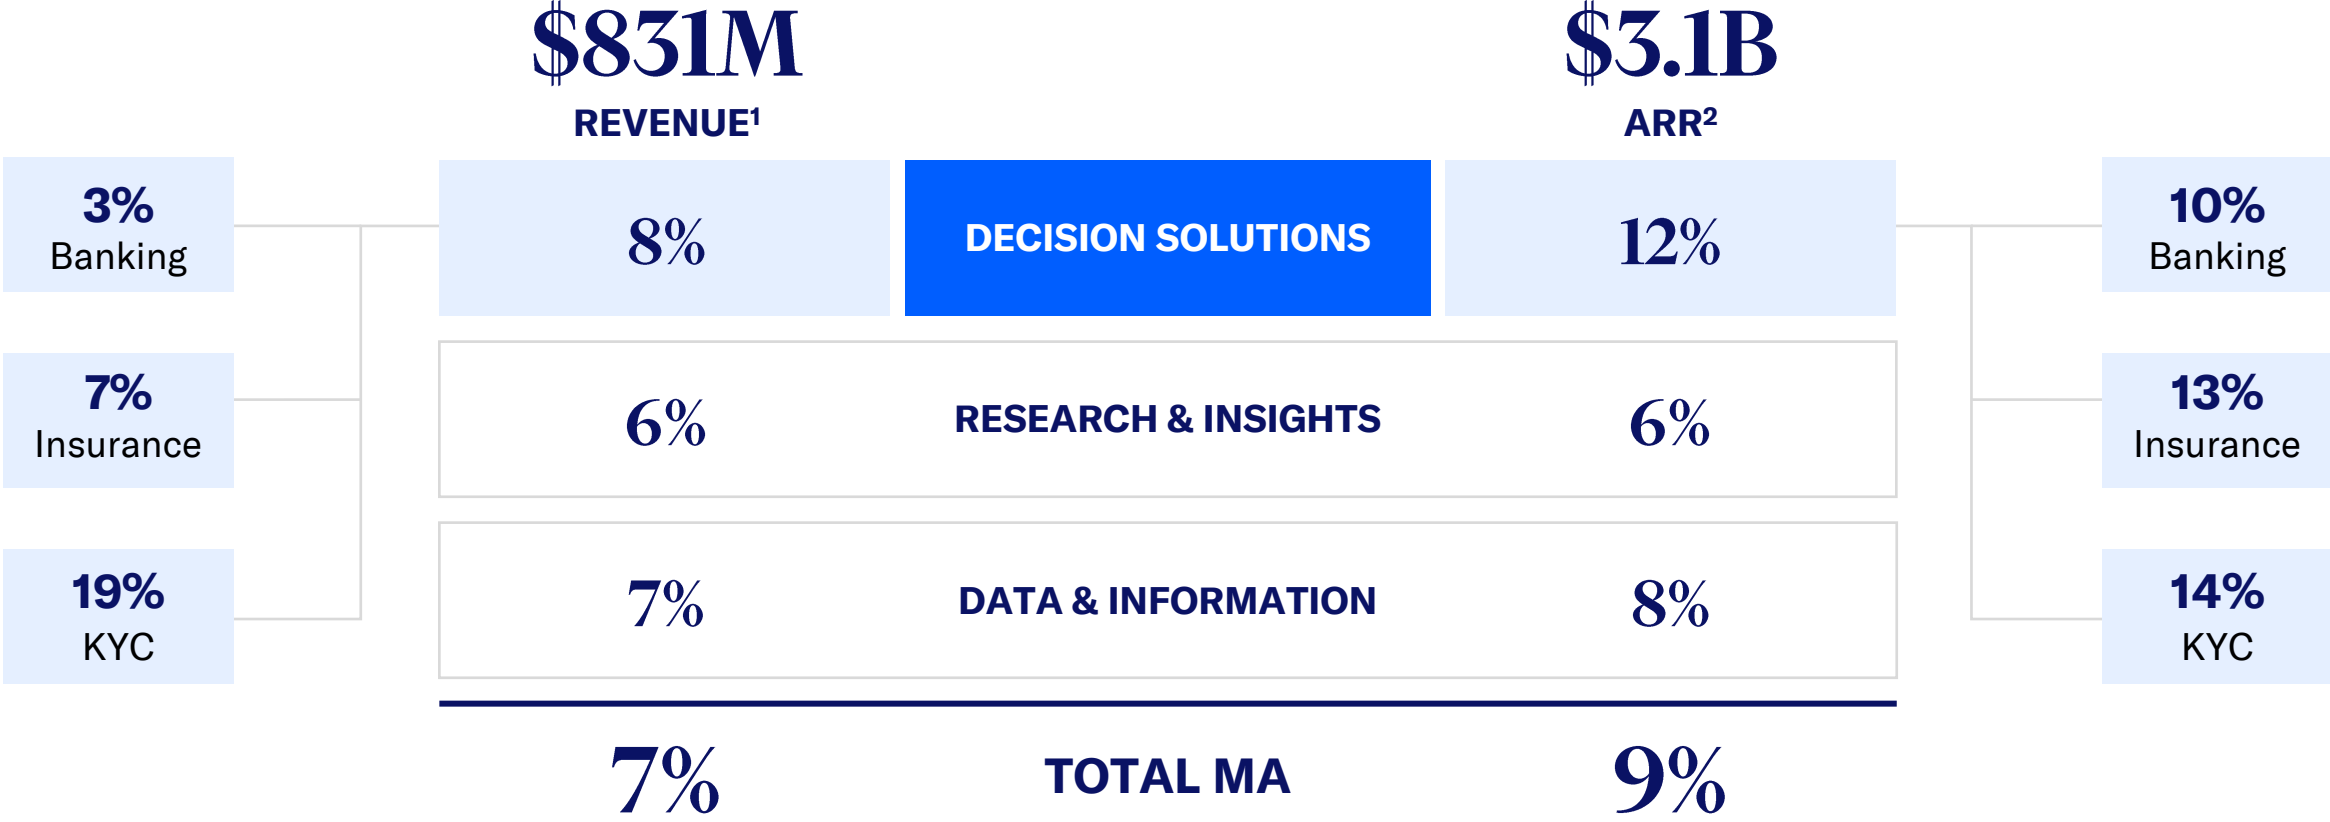 $831M
REVENUE¹
$3.1B
ARR²
3%
Banking
7%
Insurance
19%
KYC
8%
DECISION SOLUTIONS
12%
6%
RESEARCH & INSIGHTS
6%
7%
DATA & INFORMATION
8%
7%
TOTAL MA
9%
10%
Banking
13%
Insurance
14%
KYC